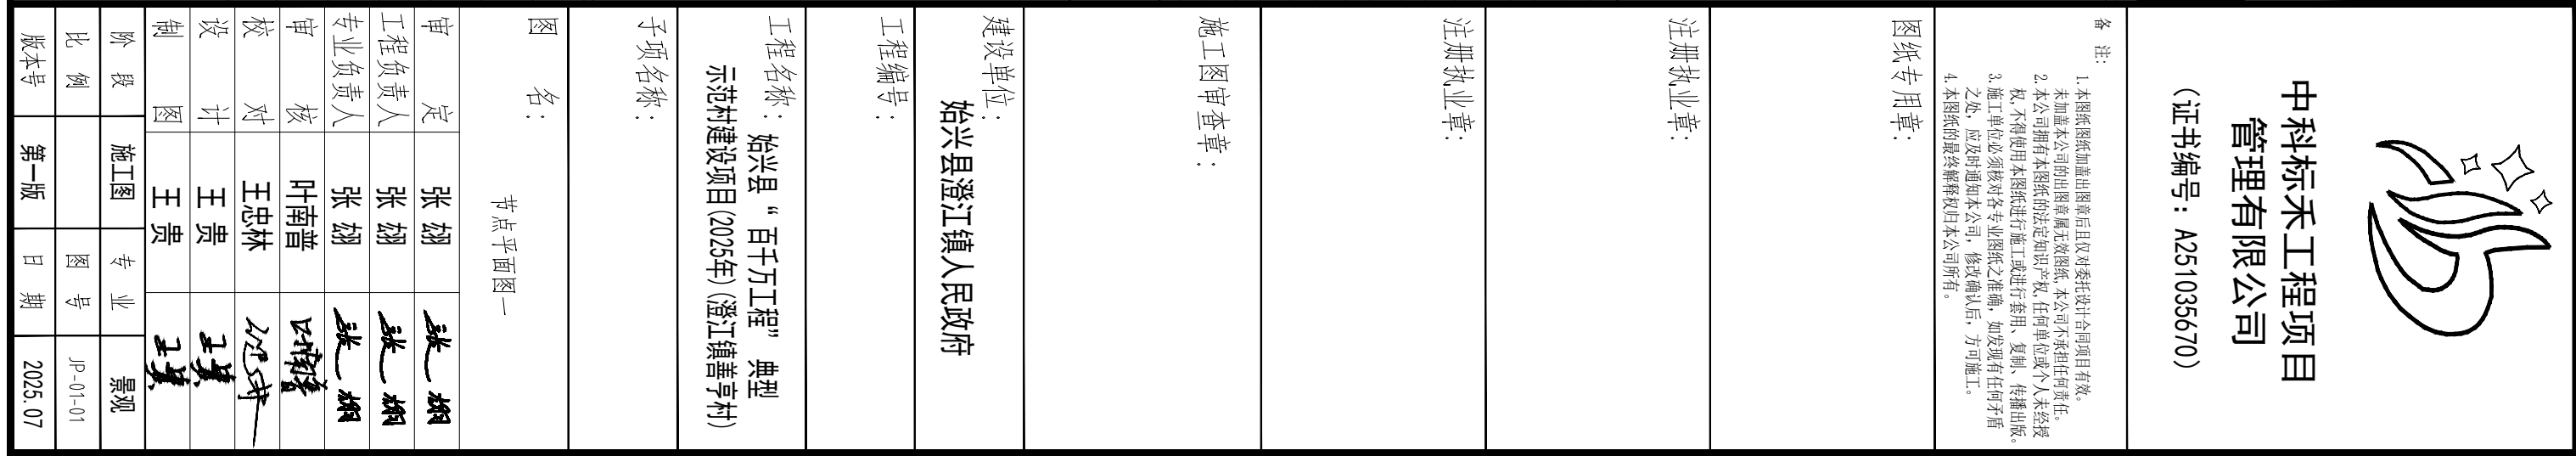 中科标禾工程项目
管理有限公司
（证书编号：A251035670）
备 注：
1.本图纸图纸加盖出图章后且仅对委托设计合同项目有效。
未加盖本公司的出图章属无效图纸,本公司不承担任何责任。
2.本公司拥有本图纸的法定知识产权,任何单位或个人未经授
权,不得使用本图纸进行施工或进行套用、复制、传播出版。
3.施工单位必须核对各专业图纸之准确，如发现有任何矛盾
之处，应及时通知本公司，修改确认后，方可施工。
4.本图纸的最终解释权归本公司所有。
图纸专用章：
注册执业章：
注册执业章：
施工图审查章：
建设单位：
始兴县澄江镇人民政府
工程编号：
工程名称：始兴县“百千万工程”典型
示范村建设项目(2025年)(澄江镇善亨村)
子项名称：
图 名：
节点平面图一
审 定 张 翃
工程负责人 张 翃
专业负责人 张 翃
审 核 叶南普
校 对 王忠林
设 计 王 贵
制 图 王 贵
阶 段 施工图 专 业 景观
比 例 图 号 JP-01-01
版本号 第一版 日 期 2025.07